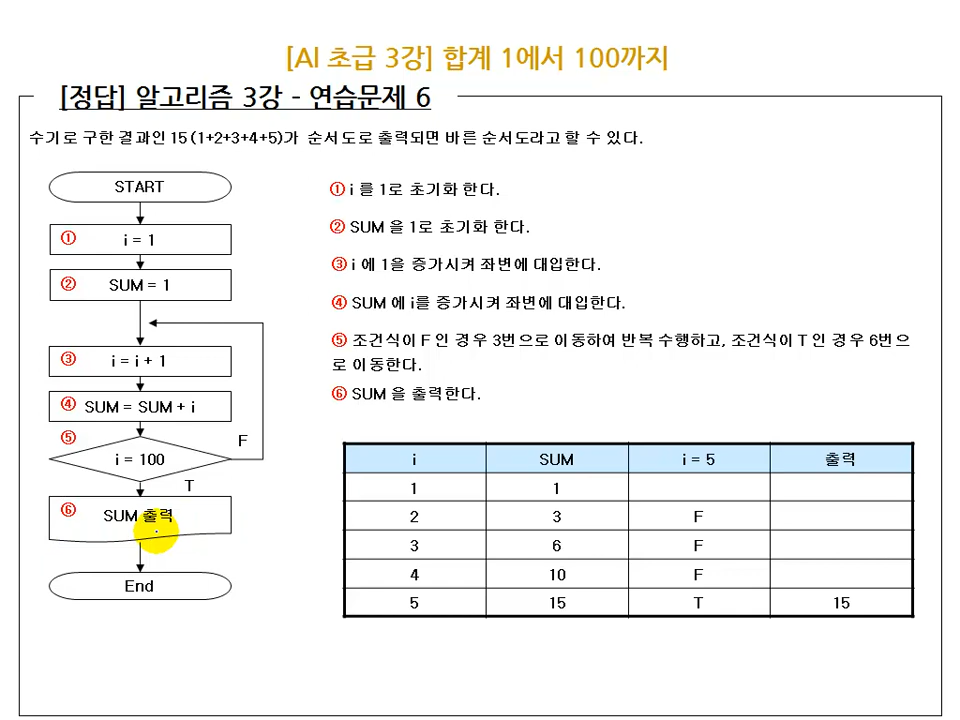 [AI 초급 3강] 합계 1에서 100까지
[정답] 알고리즘 3강 - 연습문제 6
수기로 구한 결과인 15(1+2+3+4+5)가 순서도로 출력되면 바른 순서도라고 할 수 있다.
START
① i = 1
② SUM = 1
③ i = i + 1
④ SUM = SUM + i
⑤ i = 100
F
T
⑥ SUM 출력
End
① i 를 1로 초기화 한다.
② SUM 을 1로 초기화 한다.
③ i 에 1을 증가시켜 좌변에 대입한다.
④ SUM 에 i를 증가시켜 좌변에 대입한다.
⑤ 조건식이 F 인 경우 3번으로 이동하여 반복 수행하고, 조건식이 T 인 경우 6번으
로 이동한다.
⑥ SUM 을 출력한다.
i SUM i = 5 출력
1 1
2 3 F
3 6 F
4 10 F
5 15 T 15